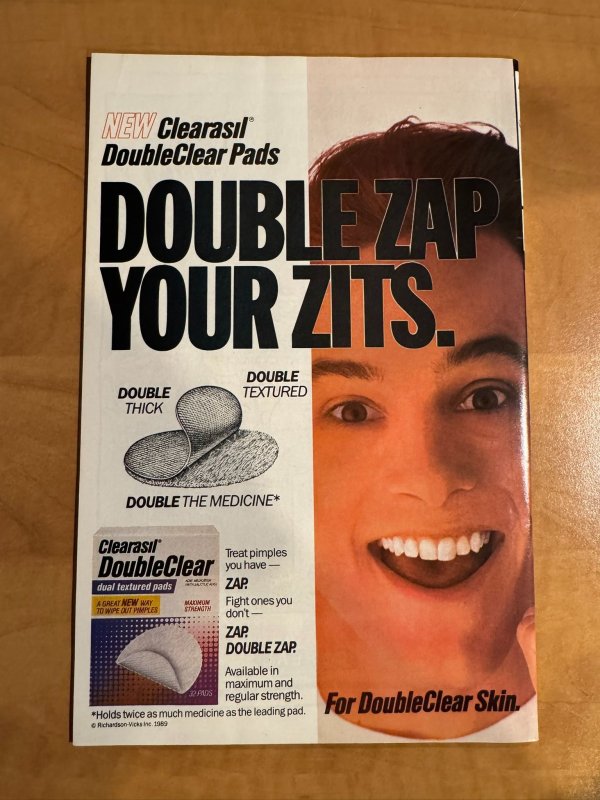 NEW Clearasil®
DoubleClear Pads
DOUBLE ZAP
YOUR ZITS.
DOUBLE
THICK
DOUBLE
TEXTURED
DOUBLE THE MEDICINE*
Clearasil®
DoubleClear
dual textured pads
A GREAT NEW WAY
TO WIPE OUT PIMPLES
MAXIMUM
STRENGTH
32 PADS
Treat pimples
you have —
ZAP.
Fight ones you
don't —
ZAP.
DOUBLE ZAP.
Available in
maximum and
regular strength.
*Holds twice as much medicine as the leading pad.
© Richardson-Vicks Inc. 1989
For DoubleClear Skin.